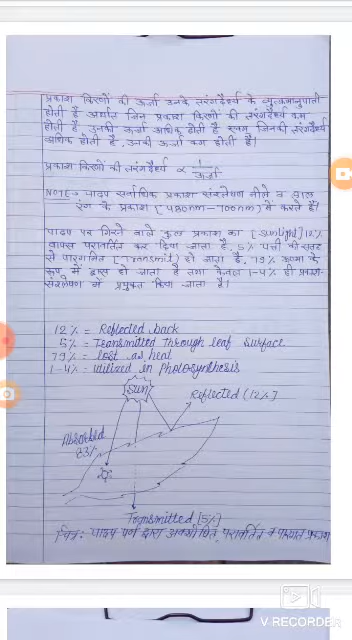 प्रकाश किरणों की ऊर्जा उनके तरंगदैर्ध्य के व्युत्क्रमानुपाती
होती है अर्थात जिन प्रकाश किरणों की तरंगदैर्ध्य कम
होती है, उनकी ऊर्जा अधिक होती है एवम् जिनकी तरंगदैर्ध्य
अधिक होती है, उनकी ऊर्जा कम होती है।
प्रकाश किरणों की तरंगदैर्ध्य ∝ 1/ऊर्जा
NOTE→ पादप सर्वाधिक प्रकाश संश्लेषण नीले व लाल
रंग के प्रकाश [480nm-700nm] में करते है।
पादप पर गिरने वाले कुल प्रकाश का [Sunlight] 12%
वापस परावर्तित कर दिया जाता है, 5% पत्ती की सतह
से पारगमित [Transmit] हो जाता है, 79% ऊष्मा के
रूप में ह्रास हो जाता है तथा केवल 1-4% ही प्रकाश
संश्लेषण में प्रयुक्त किया जाता है।
12% = Reflected back
5% = Transmitted through leaf surface
79% = lost as heat
1-4% = utilized in Photosynthesis
Sun
Reflected [12%]
Absorbed
83%
Transmitted [5%]
चित्र: पादप पर्ण द्वारा अवशोषित, परावर्तित व प्रकाश
V RECORDER